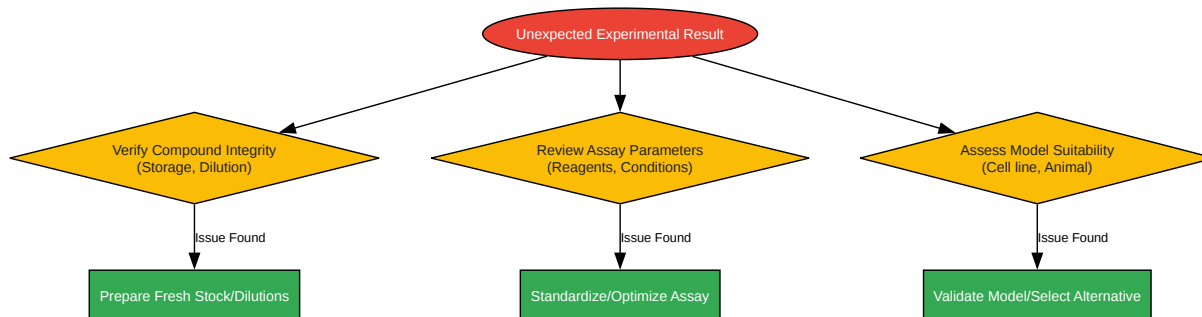 Unexpected Experimental Result
Verify Compound Integrity
(Storage, Dilution)
Review Assay Parameters
(Reagents, Conditions)
Assess Model Suitability
(Cell line, Animal)
Issue Found
Issue Found
Issue Found
Prepare Fresh Stock/Dilutions
Standardize/Optimize Assay
Validate Model/Select Alternative